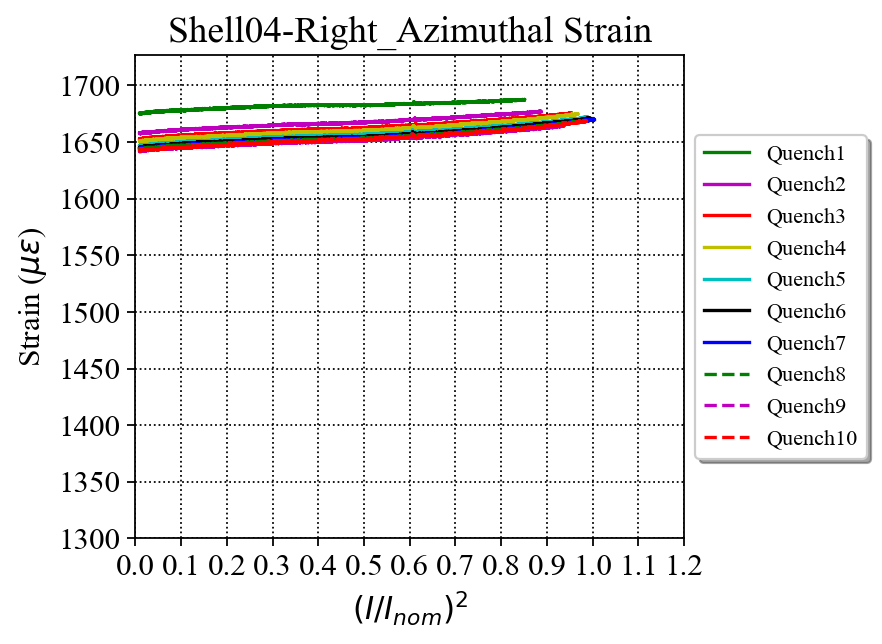 Shell04-Right_Azimuthal Strain
Strain (με)
1700
1650
1600
1550
1500
1450
1400
1350
1300
0.0 0.1 0.2 0.3 0.4 0.5 0.6 0.7 0.8 0.9 1.0 1.1 1.2
(I/I_nom)²
Quench1
Quench2
Quench3
Quench4
Quench5
Quench6
Quench7
Quench8
Quench9
Quench10